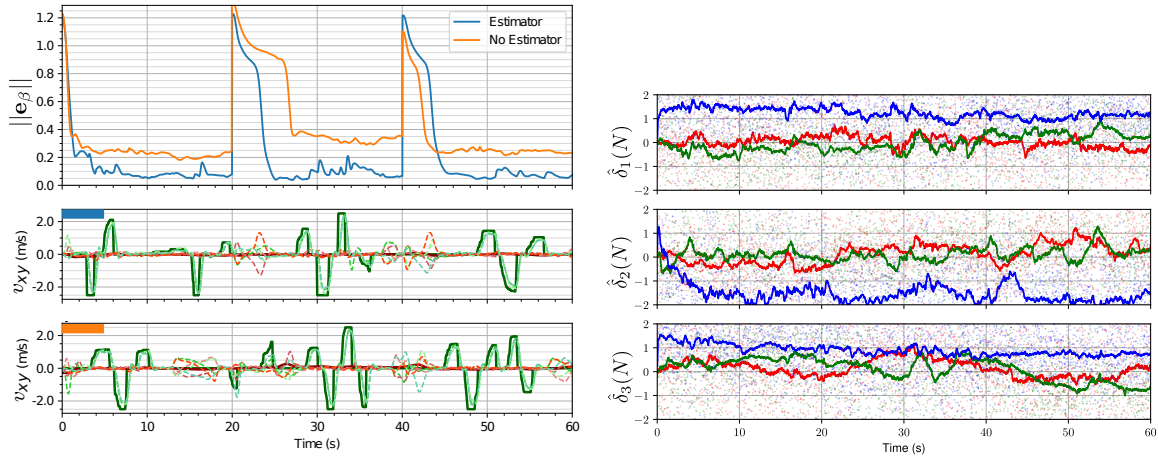 1.2
1.0
0.8
0.6
0.4
0.2
0.0
||e_β||
Estimator
No Estimator
2.0
0.0
-2.0
v_xy (m/s)
2.0
0.0
-2.0
v_xy (m/s)
0 10 20 30 40 50 60
Time (s)
2
1
0
−1
−2
δ̂_1 (N)
2
1
0
−1
−2
δ̂_2 (N)
2
1
0
−1
−2
δ̂_3 (N)
0 10 20 30 40 50 60
Time (s)